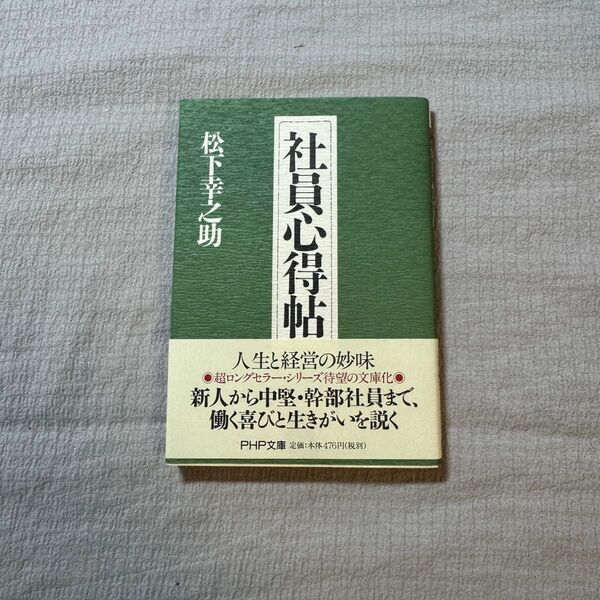 社員心得帖
松下幸之助
人生と経営の妙味
●超ロングセラー・シリーズ待望の文庫化●
新人から中堅・幹部社員まで、
働く喜びと生きがいを説く
PHP文庫 定価:本体476円(税別)